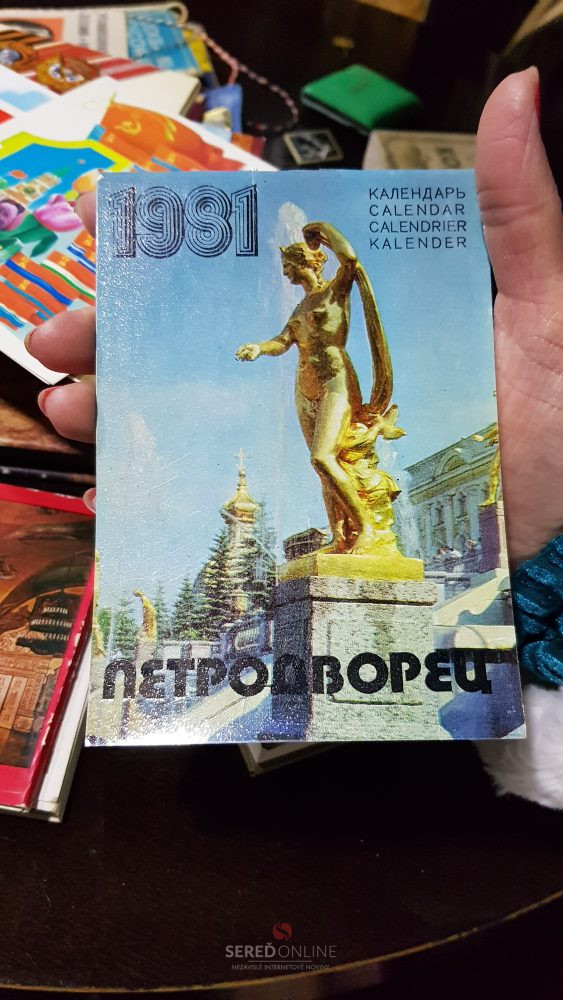 1981
КАЛЕНДАРЬ
CALENDAR
CALENDRIER
KALENDER
ПЕТРОДВОРЕЦ
SEREĎONLINE
NEZÁVISLÉ INTERNETOVÉ NOVINY